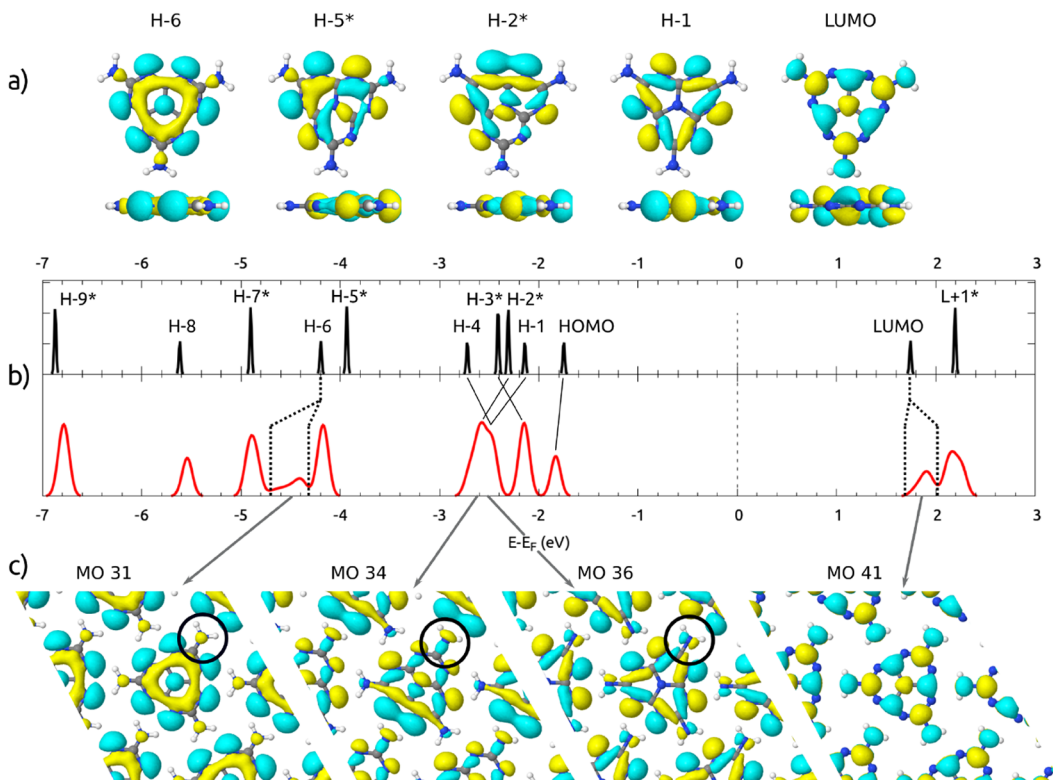 H-6 H-5* H-2* H-1 LUMO
a)
-7 -6 -5 -4 -3 -2 -1 0 1 2 3
H-9* H-8 H-7* H-6 H-5* H-4 H-3* H-2* H-1 HOMO LUMO L+1*
b)
-7 -6 -5 -4 -3 -2 -1 0 1 2 3
E-E_F (eV)
c)
MO 31 MO 34 MO 36 MO 41